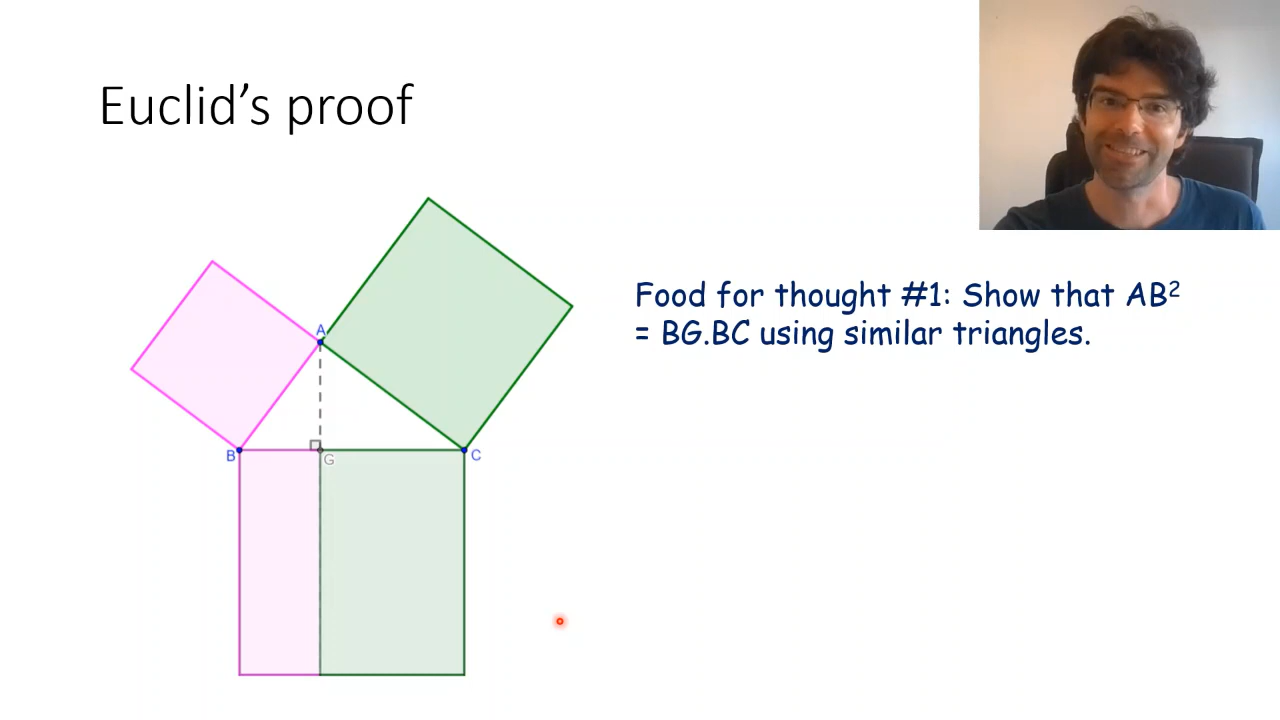 Euclid’s proof
Food for thought #1: Show that AB²
= BG.BC using similar triangles.
A
B
G
C